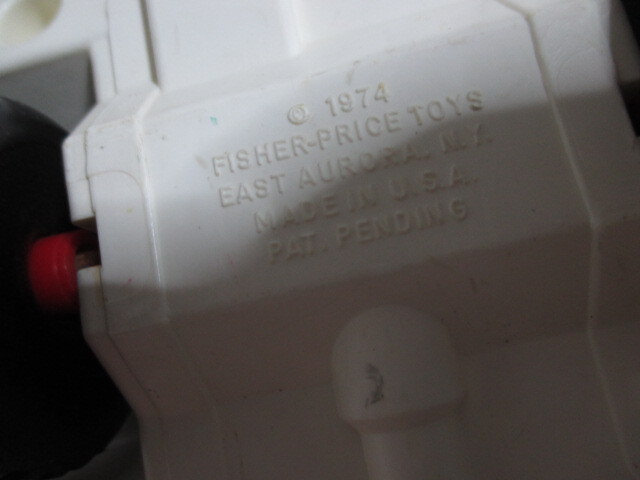 © 1974
FISHER-PRICE TOYS
EAST AURORA, N.Y.
MADE IN U.S.A.
PAT. PENDING